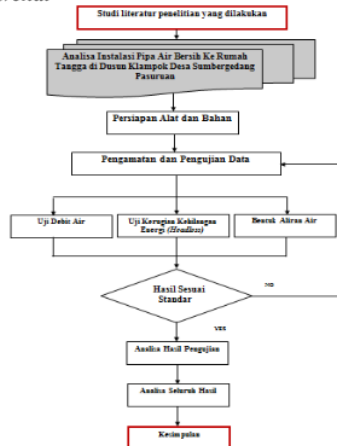 Studi literatur penelitian yang dilakukan
Analisa Instalasi Pipa Air Bersih Ke Rumah
Tangga di Dusun Klampok Desa Sumbergedang
Pasuruan
Persiapan Alat dan Bahan
Pengamatan dan Pengujian Data
Uji Debit Air
Uji Kerugian Kehilangan
Energi (Headloss)
Bentuk Aliran Air
Hasil Sesuai
Standar
NO
YES
Analisa Hasil Pengujian
Analisa Seluruh Hasil
Kesimpulan